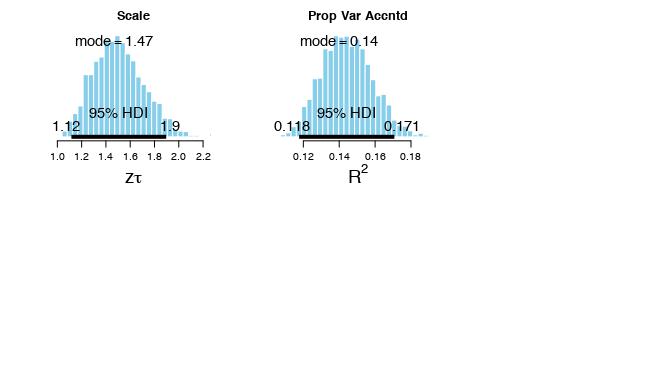 Scale
mode = 1.47
95% HDI
1.12 1.9
1.0 1.2 1.4 1.6 1.8 2.0 2.2
zτ
Prop Var Accntd
mode = 0.14
95% HDI
0.118 0.171
0.12 0.14 0.16 0.18
R²